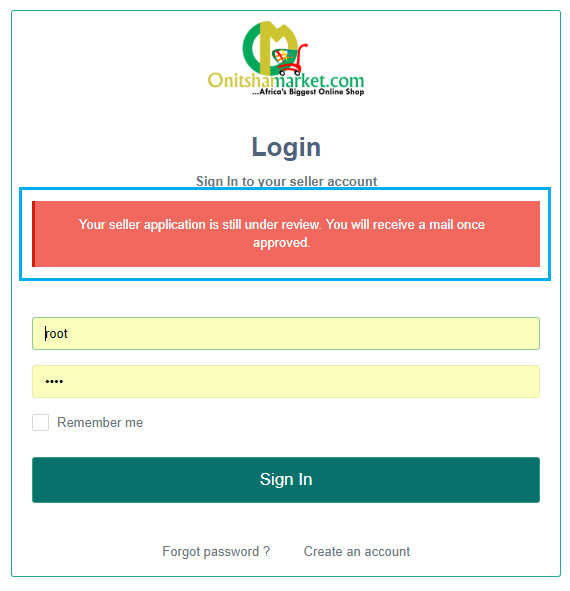 Onitshamarket.com
...Africa's Biggest Online Shop
Login
Sign In to your seller account
Your seller application is still under review. You will receive a mail once
approved.
root
••••
Remember me
Sign In
Forgot password ?
Create an account